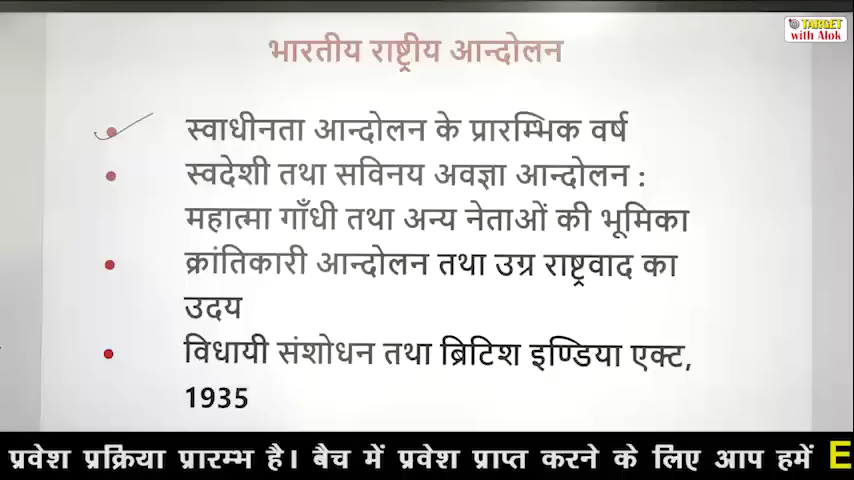 TARGET
with Alok
भारतीय राष्ट्रीय आन्दोलन
स्वाधीनता आन्दोलन के प्रारम्भिक वर्ष
स्वदेशी तथा सविनय अवज्ञा आन्दोलन :
महात्मा गाँधी तथा अन्य नेताओं की भूमिका
क्रांतिकारी आन्दोलन तथा उग्र राष्ट्रवाद का
उदय
विधायी संशोधन तथा ब्रिटिश इण्डिया एक्ट,
1935
प्रवेश प्रक्रिया प्रारम्भ है। बैच में प्रवेश प्राप्त करने के लिए आप हमें E